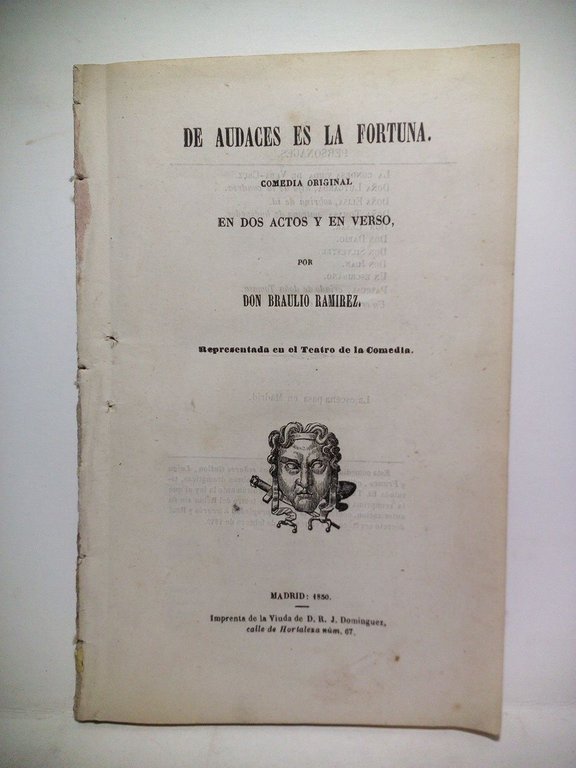 DE AUDACES ES LA FORTUNA.
COMEDIA ORIGINAL
EN DOS ACTOS Y EN VERSO,
POR
DON BRAULIO RAMIREZ.
Representada en el Teatro de la Comedia.
MADRID: 1850.
Imprenta de la Viuda de D. R. J. Dominguez,
calle de Hortaleza núm. 67.